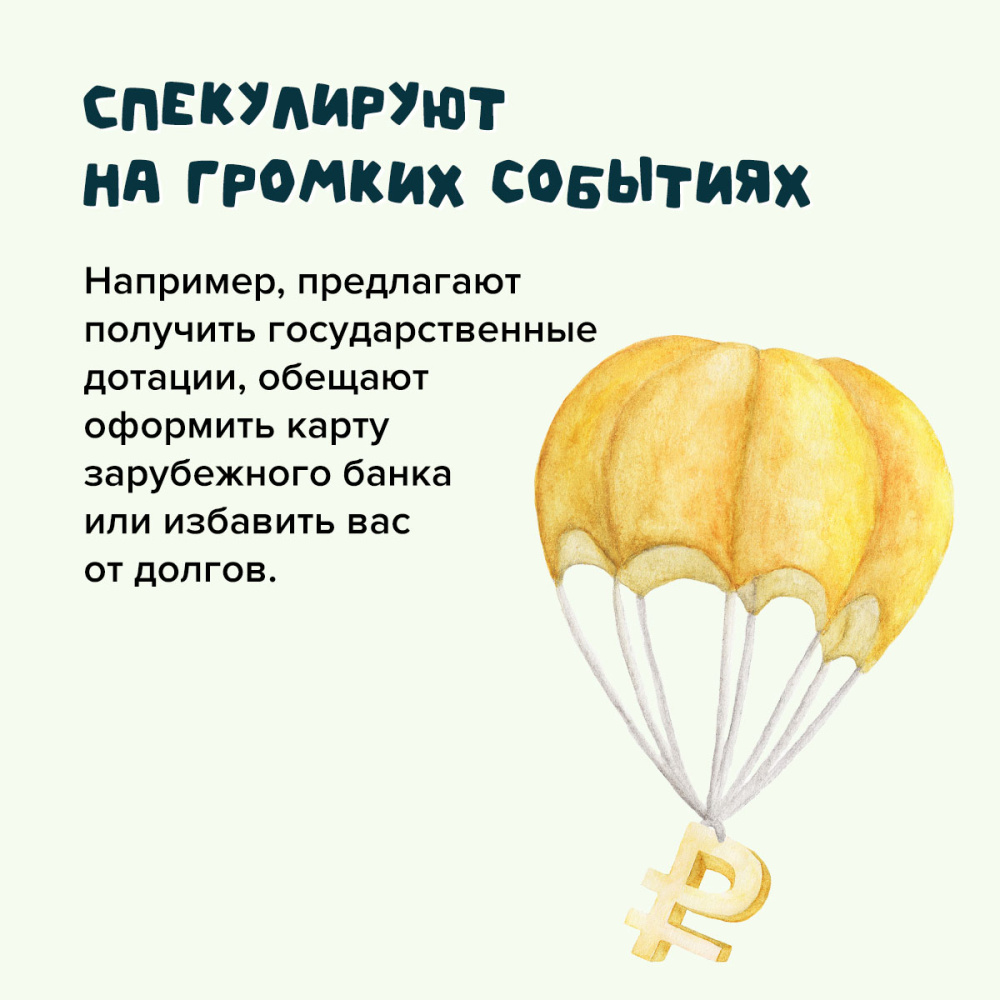 СПЕКУЛИРУЮТ
НА ГРОМКИХ СОБЫТИЯХ
Например, предлагают
получить государственные
дотации, обещают
оформить карту
зарубежного банка
или избавить вас
от долгов.
₽